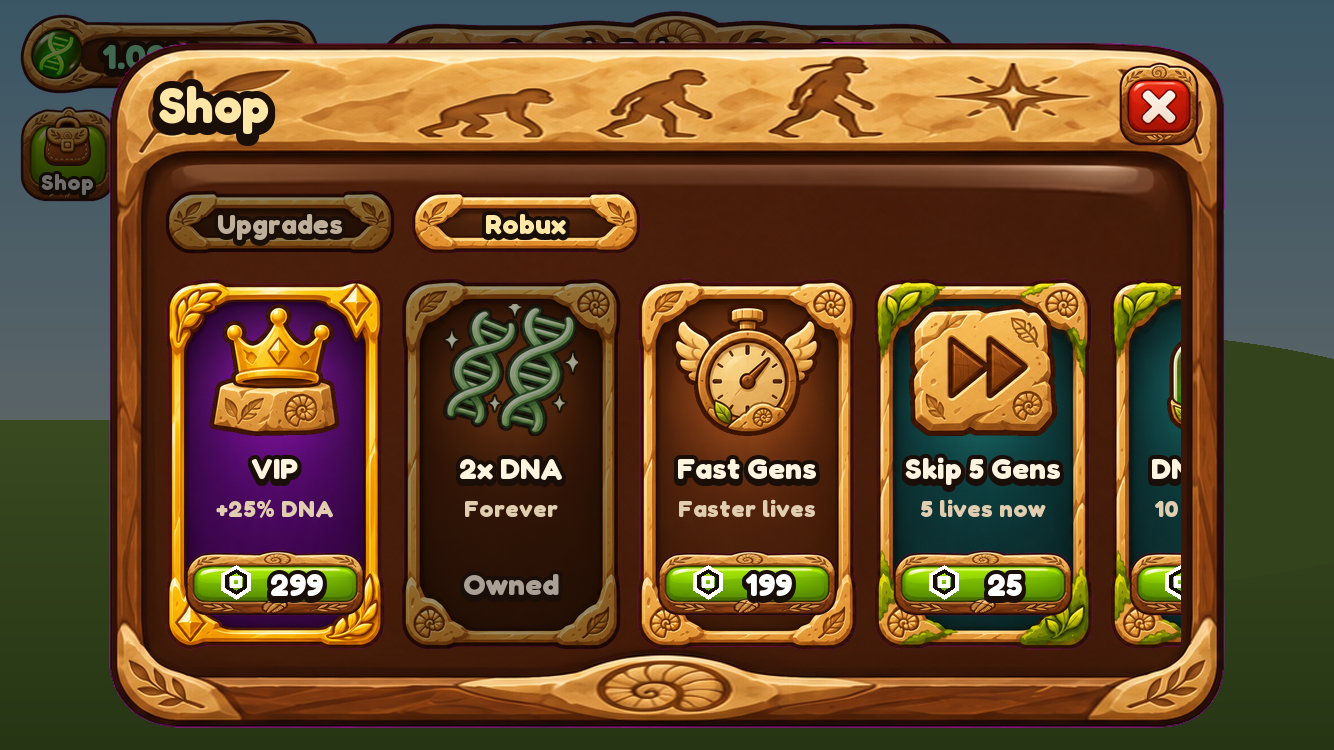 Shop
Shop
Upgrades
Robux
VIP
+25% DNA
299
2x DNA
Forever
Owned
Fast Gens
Faster lives
199
Skip 5 Gens
5 lives now
25
10